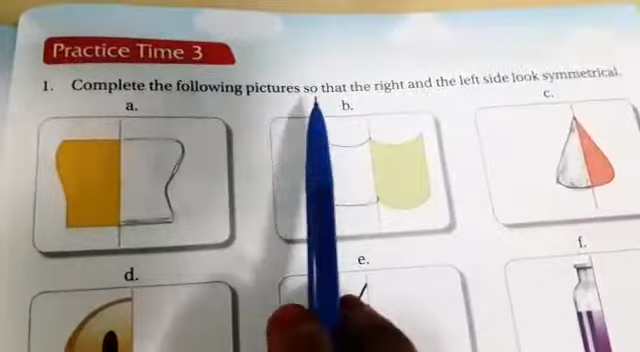 Practice Time 3
1. Complete the following pictures so that the right and the left side look symmetrical.
a.
b.
c.
d.
e.
f.